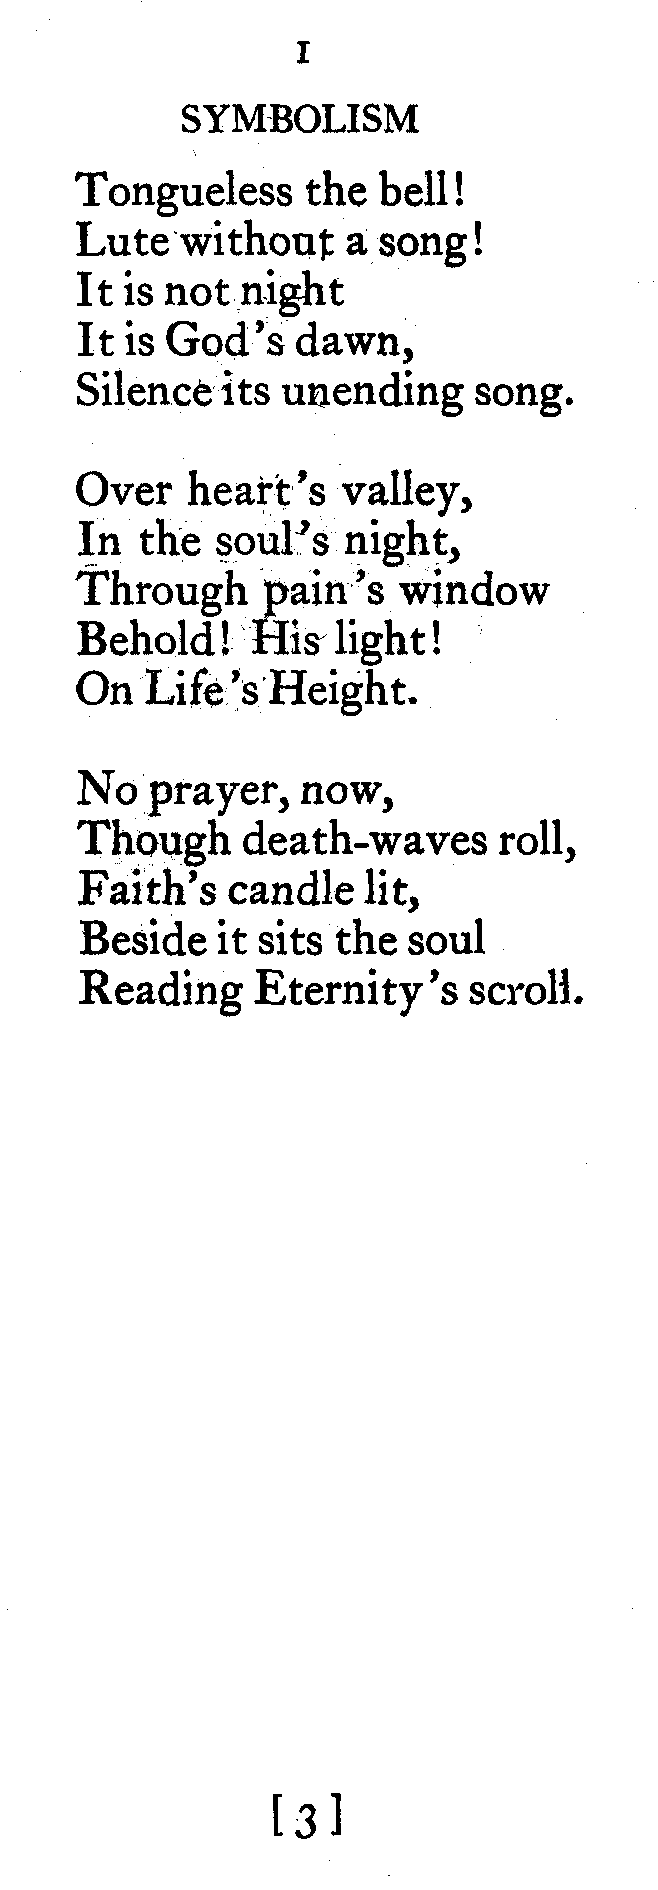 I
SYMBOLISM
Tongueless the bell!
Lute without a song!
It is not night
It is God's dawn,
Silence its unending song.
Over heart's valley,
In the soul's night,
Through pain's window
Behold! His light!
On Life's Height.
No prayer, now,
Though death-waves roll,
Faith's candle lit,
Beside it sits the soul
Reading Eternity's scroll.
[3]